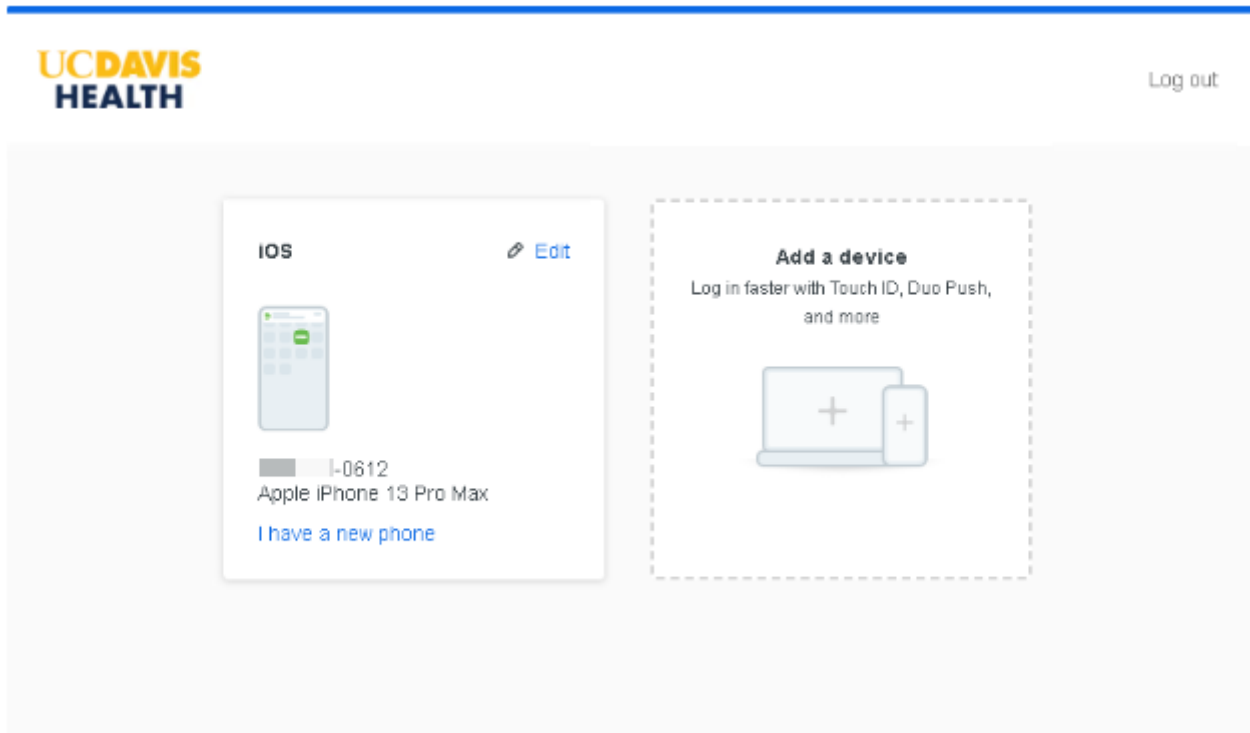 UCDAVIS
HEALTH
Log out
iOS
Edit
-0612
Apple iPhone 13 Pro Max
I have a new phone
Add a device
Log in faster with Touch ID, Duo Push,
and more